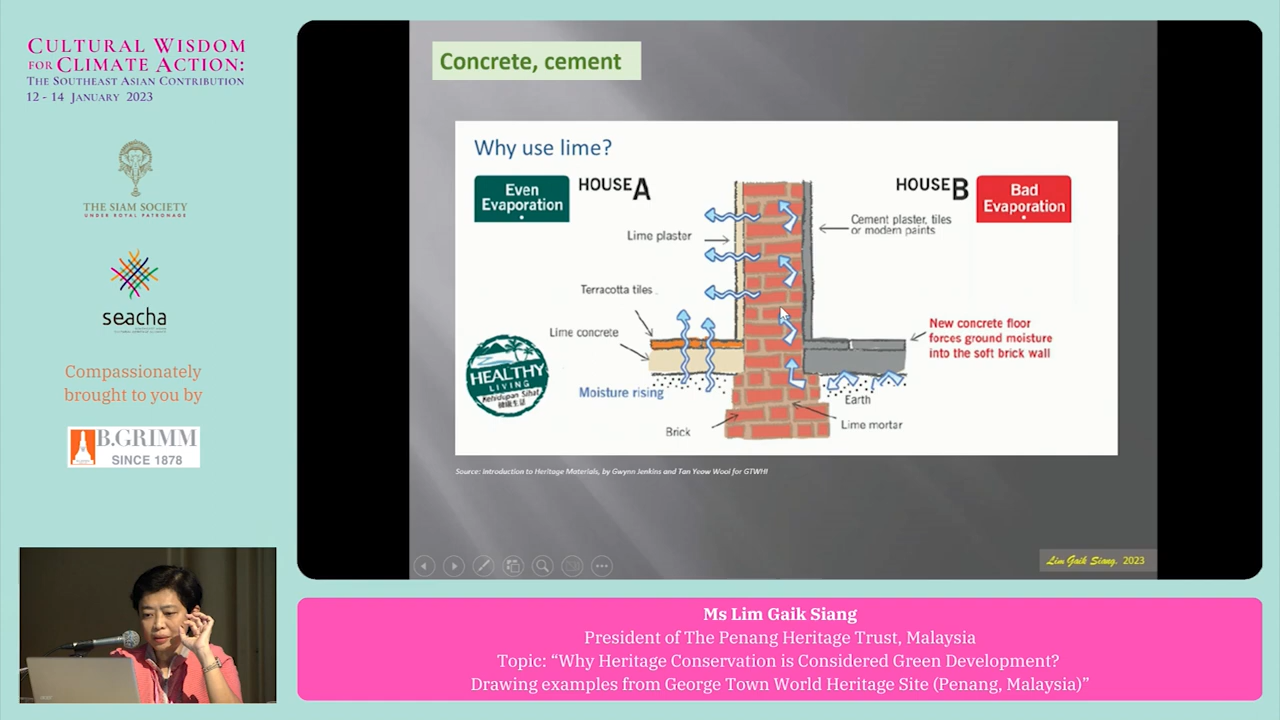 CULTURAL WISDOM
FOR CLIMATE ACTION:
THE SOUTHEAST ASIAN CONTRIBUTION
12 - 14 JANUARY 2023
THE SIAM SOCIETY
UNDER ROYAL PATRONAGE
seacha
Compassionately
brought to you by
B.GRIMM
SINCE 1878
Concrete, cement
Why use lime?
Even
Evaporation
HOUSE A
HOUSE B
Bad
Evaporation
Lime plaster
Cement plaster, tiles
or modern paints
Terracotta tiles
Lime concrete
New concrete floor
forces ground moisture
into the soft brick wall
HEALTHY
LIVING
Kehidupan Sihat
Moisture rising
Earth
Brick
Lime mortar
Source: Introduction to Heritage Materials, by Gwynn Jenkins and Tan Yeow Wooi for GTWHI
Lim Gaik Siang. 2023
Ms Lim Gaik Siang
President of The Penang Heritage Trust, Malaysia
Topic: “Why Heritage Conservation is Considered Green Development?
Drawing examples from George Town World Heritage Site (Penang, Malaysia)”